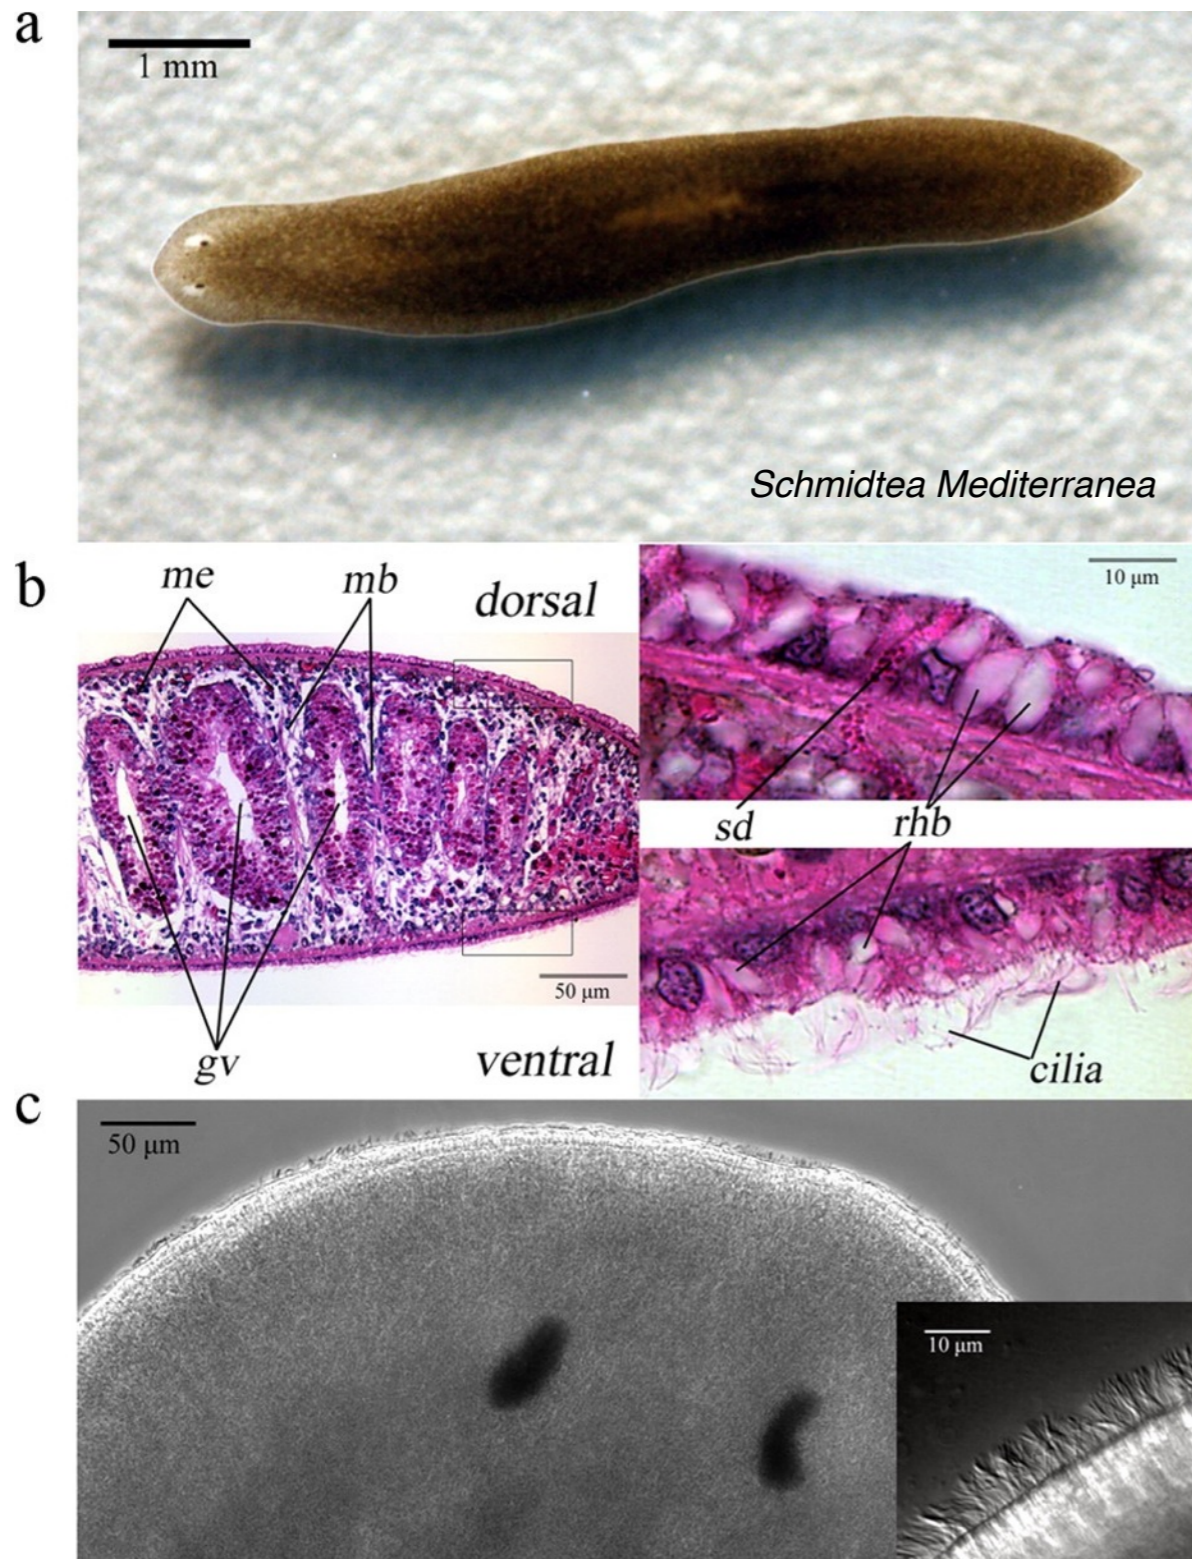 a
1 mm
Schmidtea Mediterranea
b
me
mb
dorsal
10 μm
sd
rhb
50 μm
gv
ventral
cilia
c
50 μm
10 μm